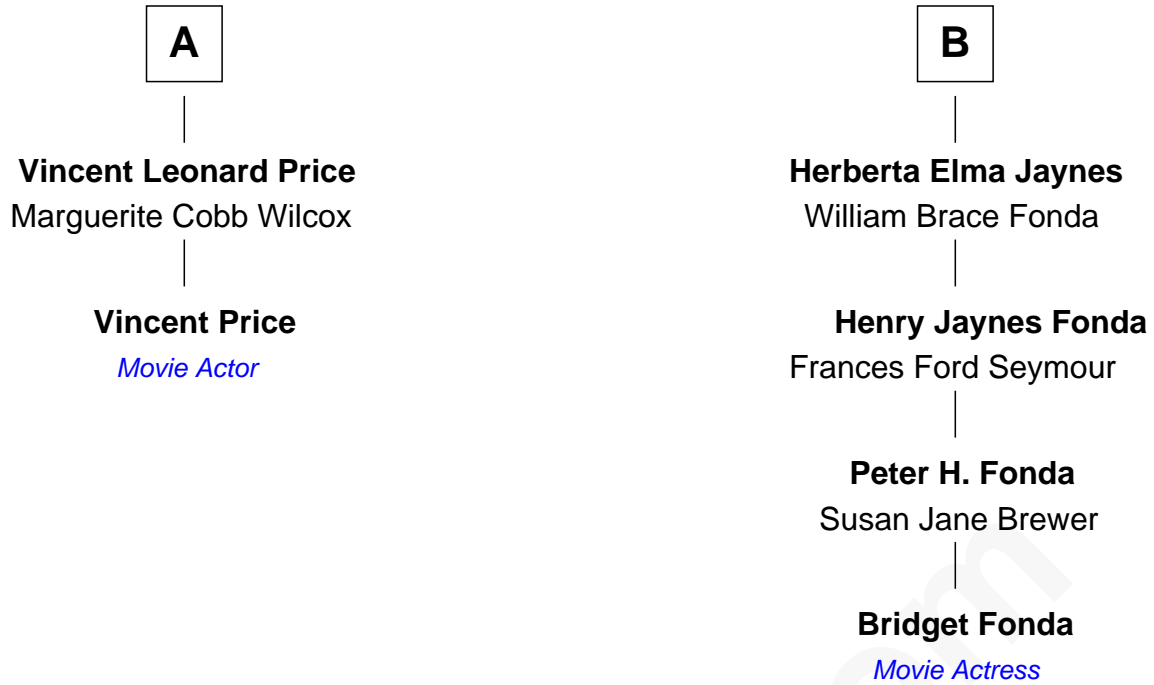 A
Vincent Leonard Price
Marguerite Cobb Wilcox
Vincent Price
Movie Actor
B
Herberta Elma Jaynes
William Brace Fonda
Henry Jaynes Fonda
Frances Ford Seymour
Peter H. Fonda
Susan Jane Brewer
Bridget Fonda
Movie Actress